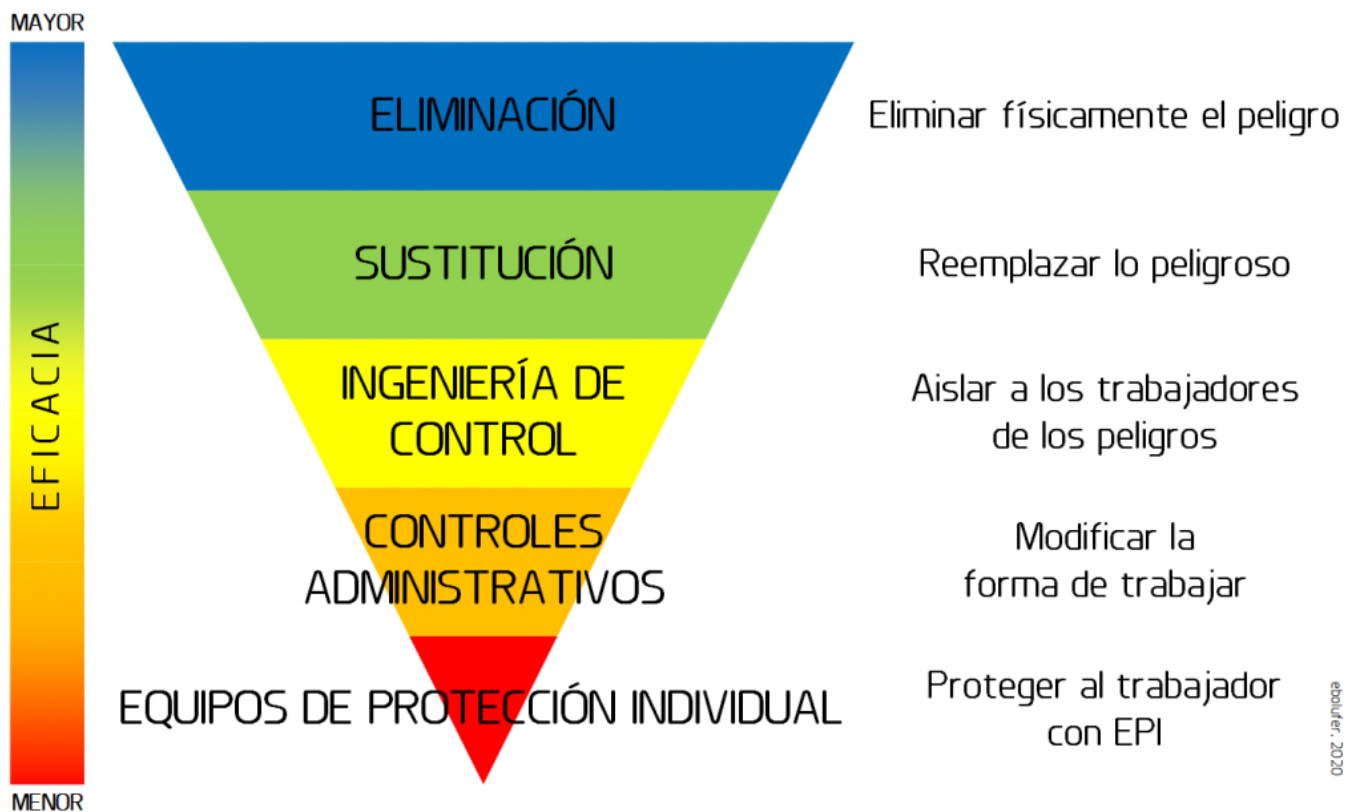 MAYOR
ELIMINACIÓN
Eliminar físicamente el peligro
SUSTITUCIÓN
Reemplazar lo peligroso
EFICACIA
INGENIERÍA DE
CONTROL
Aislar a los trabajadores
de los peligros
CONTROLES
ADMINISTRATIVOS
Modificar la
forma de trabajar
EQUIPOS DE PROTECCIÓN INDIVIDUAL
Proteger al trabajador
con EPI
ebolufer, 2020
MENOR